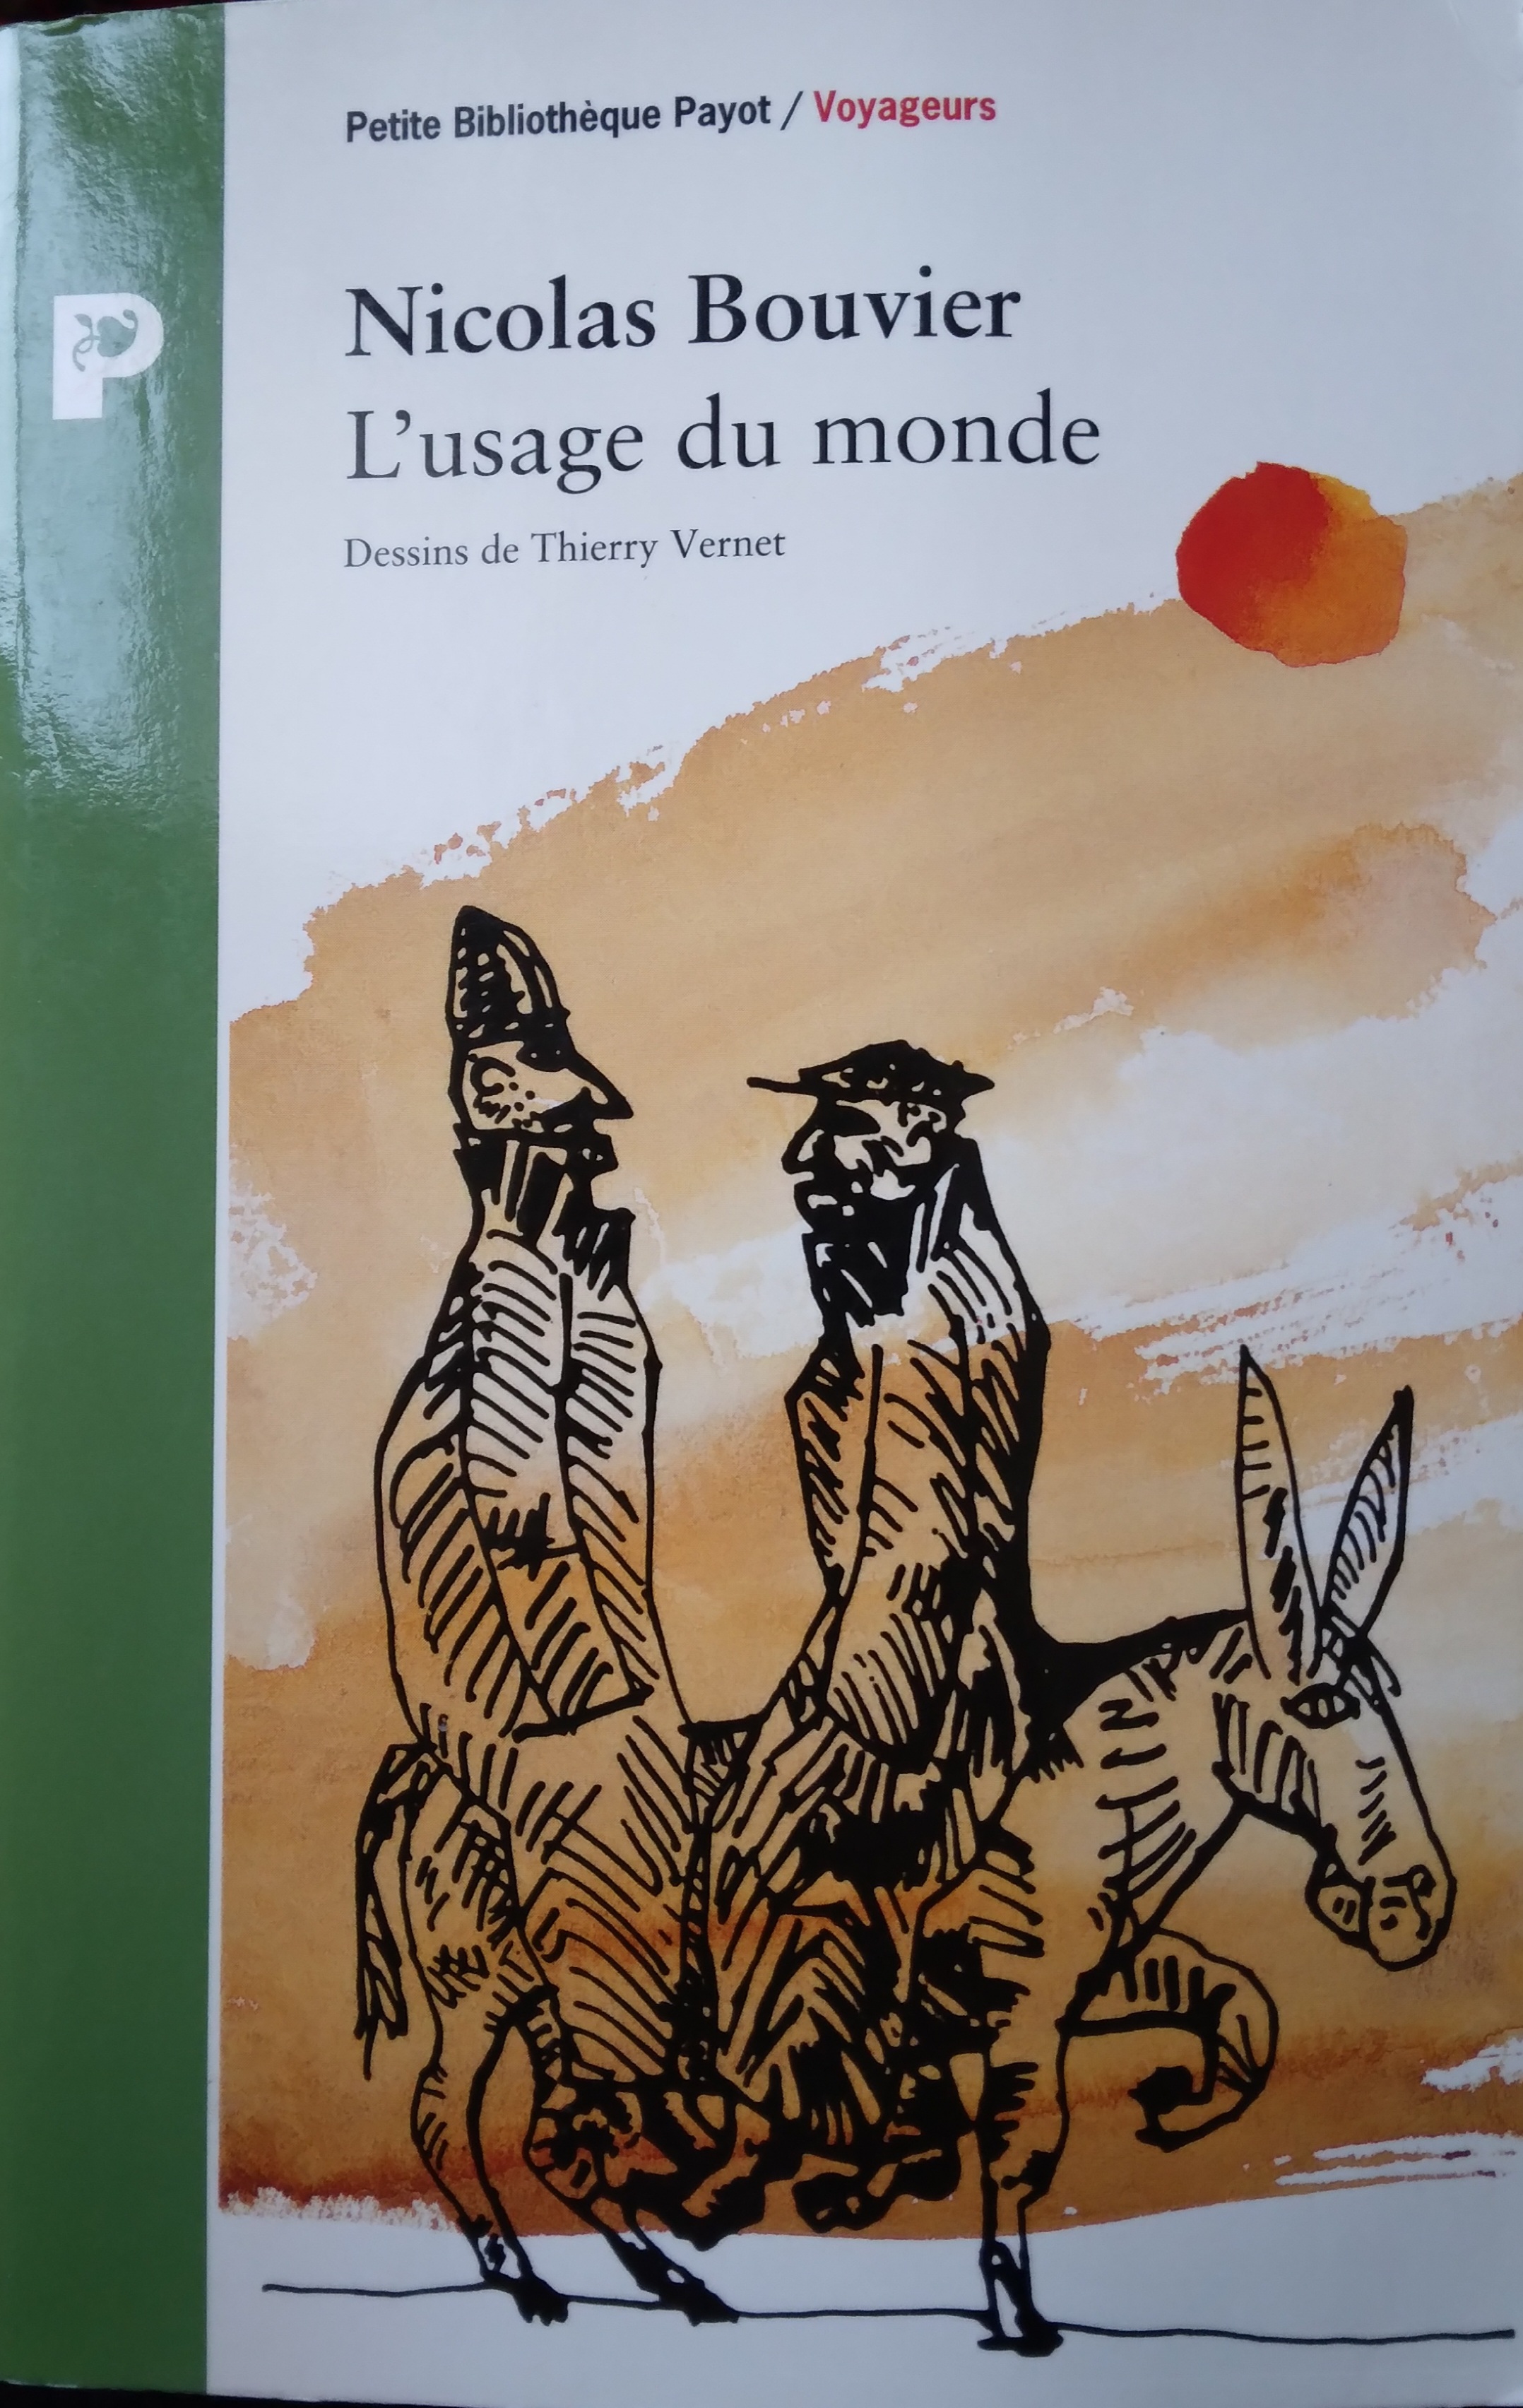 Petite Bibliothèque Payot / Voyageurs
Nicolas Bouvier
L'usage du monde
Dessins de Thierry Vernet
P